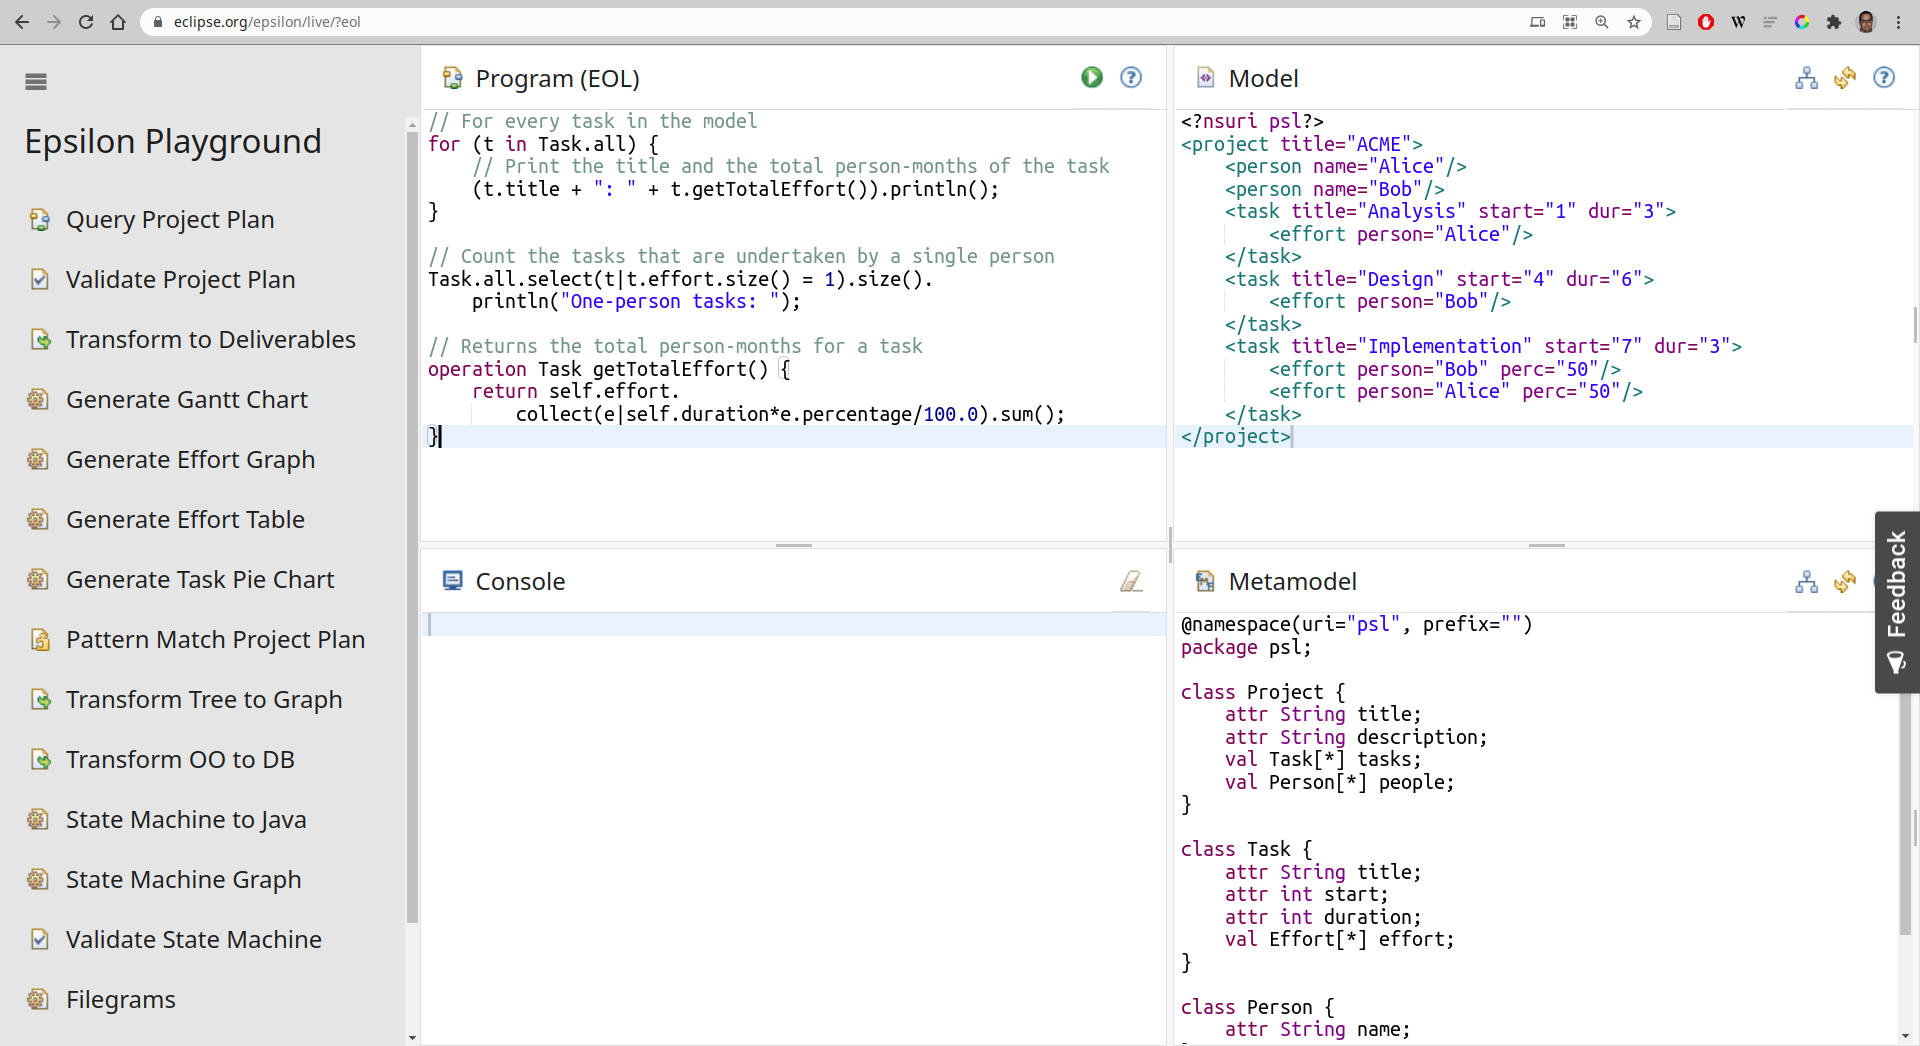 eclipse.org/epsilon/live/?eol
Epsilon Playground
Query Project Plan
Validate Project Plan
Transform to Deliverables
Generate Gantt Chart
Generate Effort Graph
Generate Effort Table
Generate Task Pie Chart
Pattern Match Project Plan
Transform Tree to Graph
Transform OO to DB
State Machine to Java
State Machine Graph
Validate State Machine
Filegrams
Program (EOL)
// For every task in the model
for (t in Task.all) {
    // Print the title and the total person-months of the task
    (t.title + ": " + t.getTotalEffort()).println();
}
// Count the tasks that are undertaken by a single person
Task.all.select(t|t.effort.size() = 1).size().
    println("One-person tasks: ");
// Returns the total person-months for a task
operation Task getTotalEffort() {
    return self.effort.
        collect(e|self.duration*e.percentage/100.0).sum();
}
Console
Model
<?nsuri psl?>
<project title="ACME">
    <person name="Alice"/>
    <person name="Bob"/>
    <task title="Analysis" start="1" dur="3">
        <effort person="Alice"/>
    </task>
    <task title="Design" start="4" dur="6">
        <effort person="Bob"/>
    </task>
    <task title="Implementation" start="7" dur="3">
        <effort person="Bob" perc="50"/>
        <effort person="Alice" perc="50"/>
    </task>
</project>
Metamodel
@namespace(uri="psl", prefix="")
package psl;
class Project {
    attr String title;
    attr String description;
    val Task[*] tasks;
    val Person[*] people;
}
class Task {
    attr String title;
    attr int start;
    attr int duration;
    val Effort[*] effort;
}
class Person {
    attr String name;
Feedback